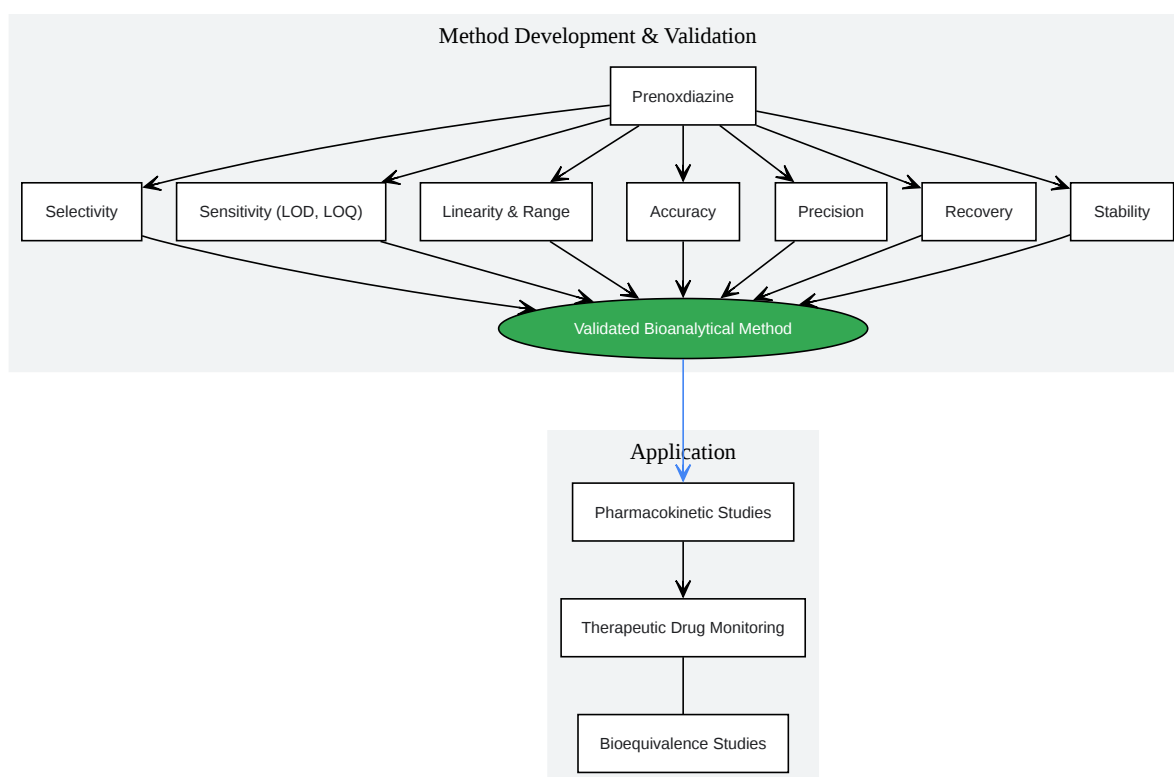 Method Development & Validation
Prenoxdiazine
Selectivity
Sensitivity (LOD, LOQ)
Linearity & Range
Accuracy
Precision
Recovery
Stability
Validated Bioanalytical Method
Application
Pharmacokinetic Studies
Therapeutic Drug Monitoring
Bioequivalence Studies